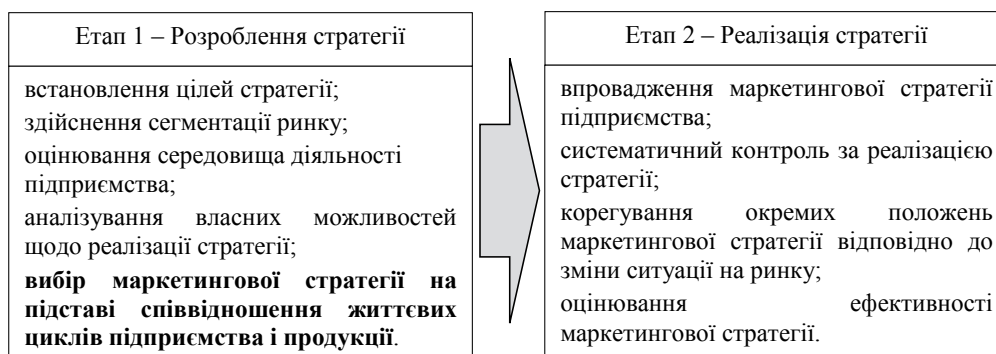 Етап 1 – Розроблення стратегії
встановлення цілей стратегії;
здійснення сегментації ринку;
оцінювання середовища діяльності
підприємства;
аналізування власних можливостей
щодо реалізації стратегії;
вибір маркетингової стратегії на
підставі співвідношення життєвих
циклів підприємства і продукції.
Етап 2 – Реалізація стратегії
впровадження маркетингової стратегії
підприємства;
систематичний контроль за реалізацією
стратегії;
корегування окремих положень
маркетингової стратегії відповідно до
зміни ситуації на ринку;
оцінювання ефективності
маркетингової стратегії.